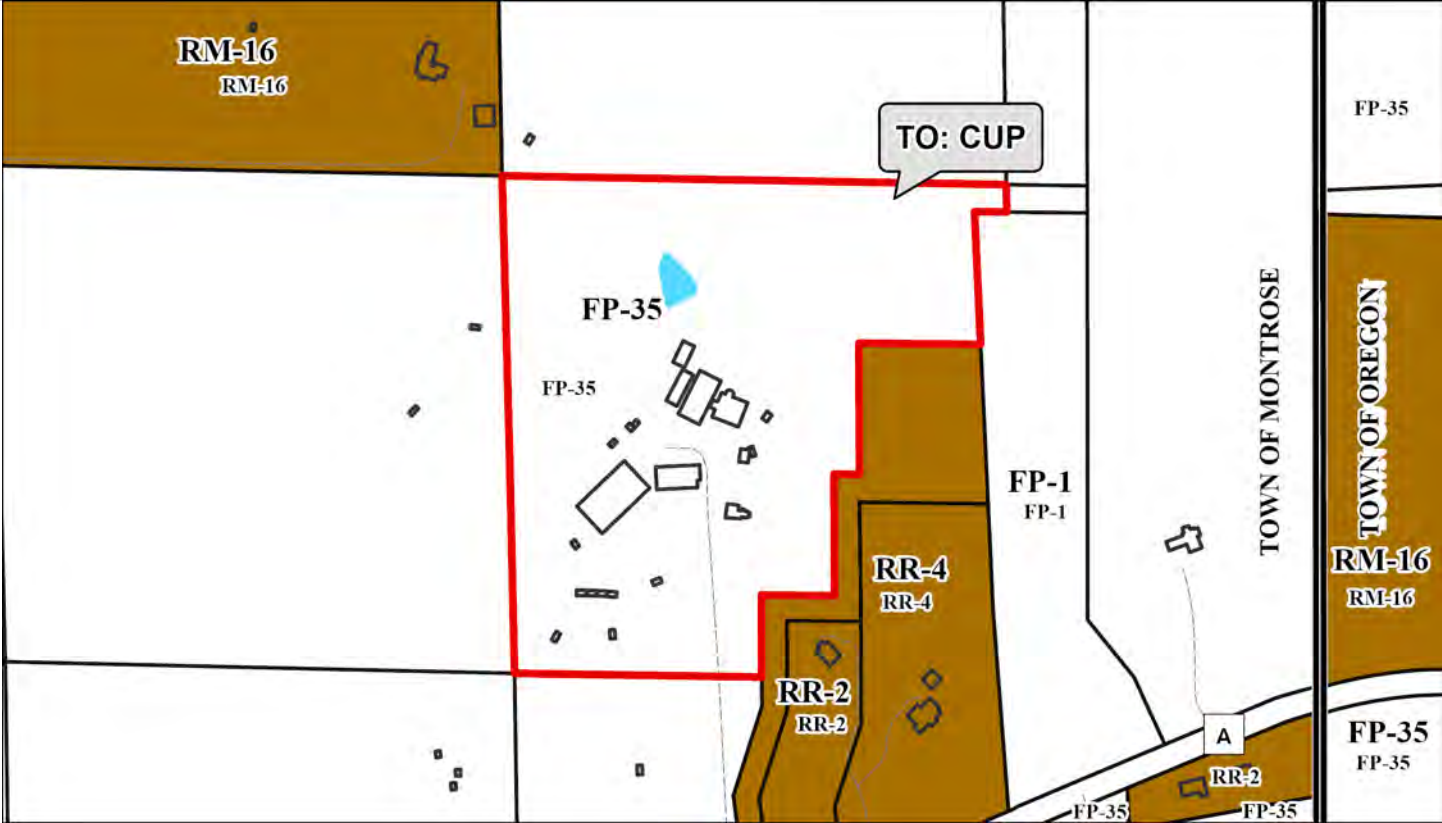 RM-16
RM-16
FP-35
TO: CUP
FP-35
FP-35
TOWN OF MONTROSE
TOWN OF OREGON
FP-1
FP-1
RM-16
RM-16
RR-4
RR-4
RR-2
RR-2
A
FP-35
FP-35
RR-2
FP-35
FP-35